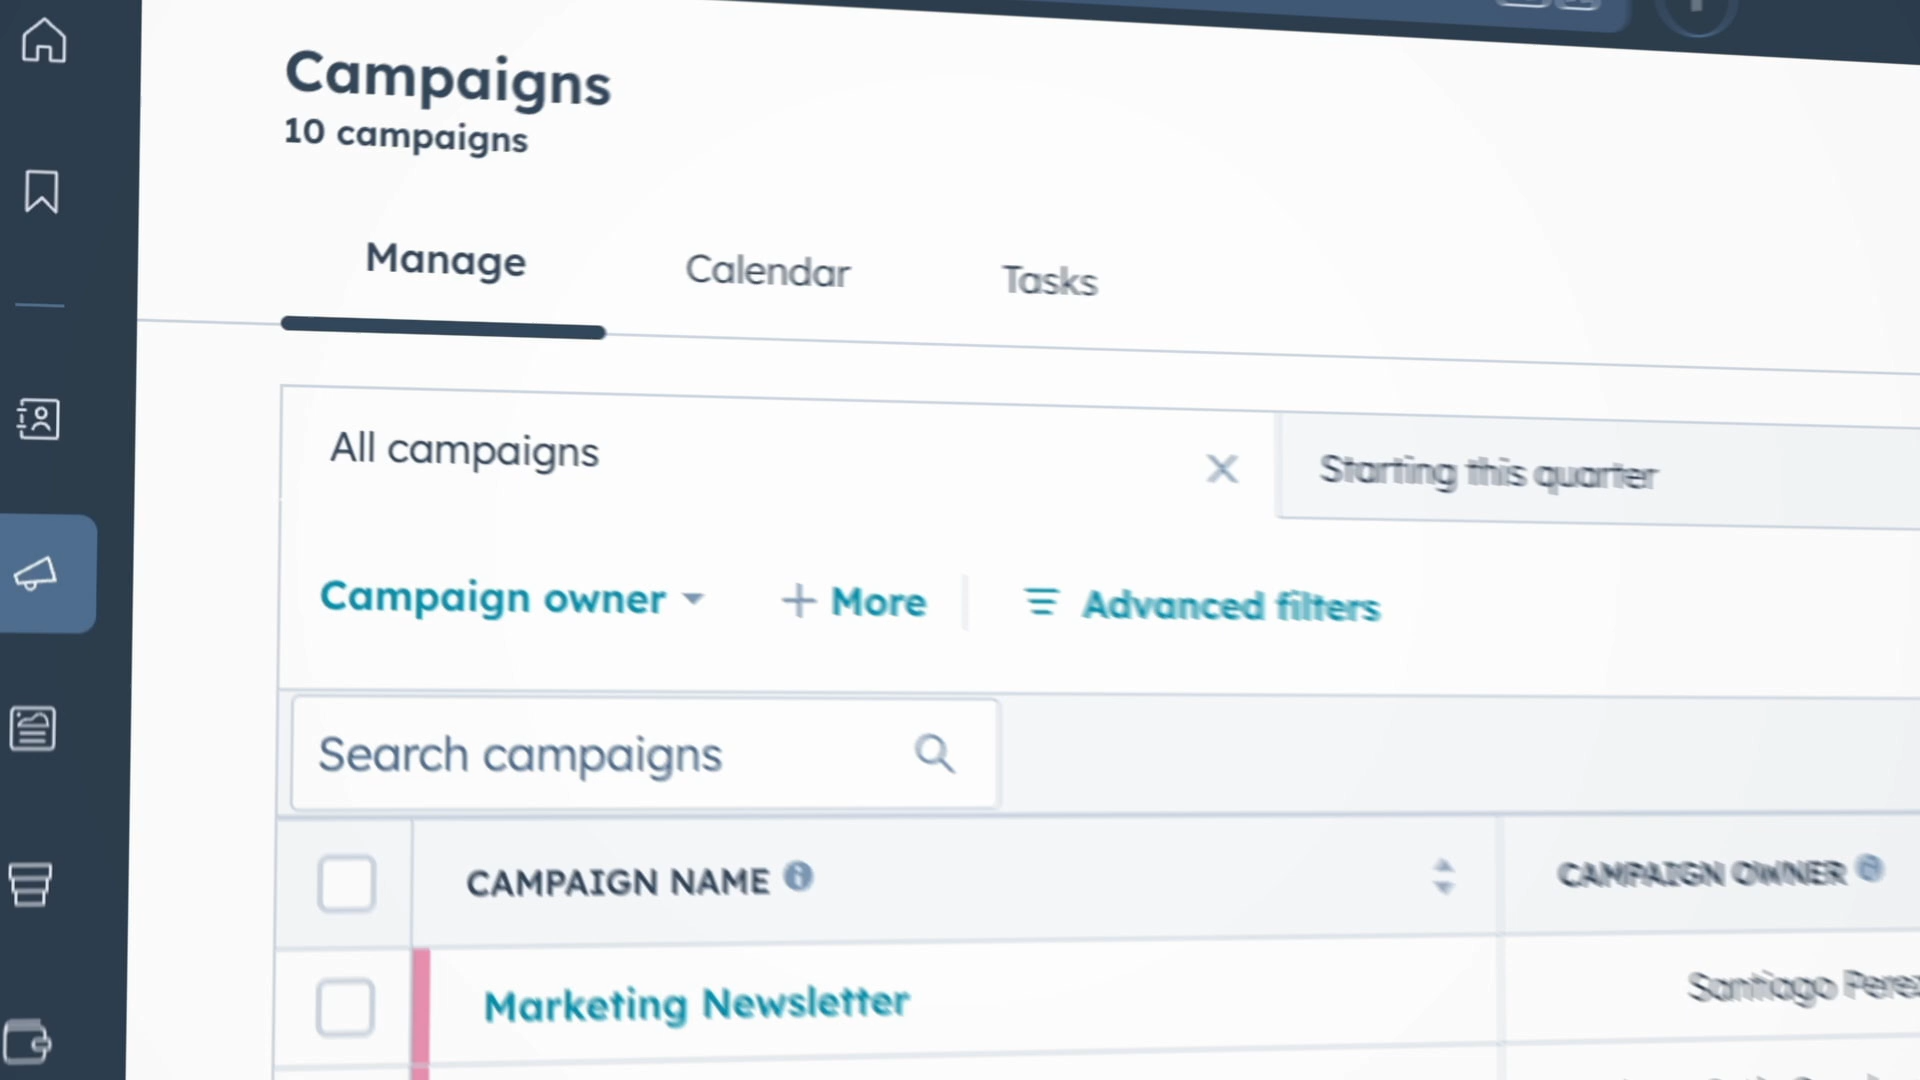 Campaigns
10 campaigns
Manage Calendar Tasks
All campaigns Starting this quarter
Campaign owner More Advanced filters
Search campaigns
CAMPAIGN NAME CAMPAIGN OWNER
Marketing Newsletter Santiago